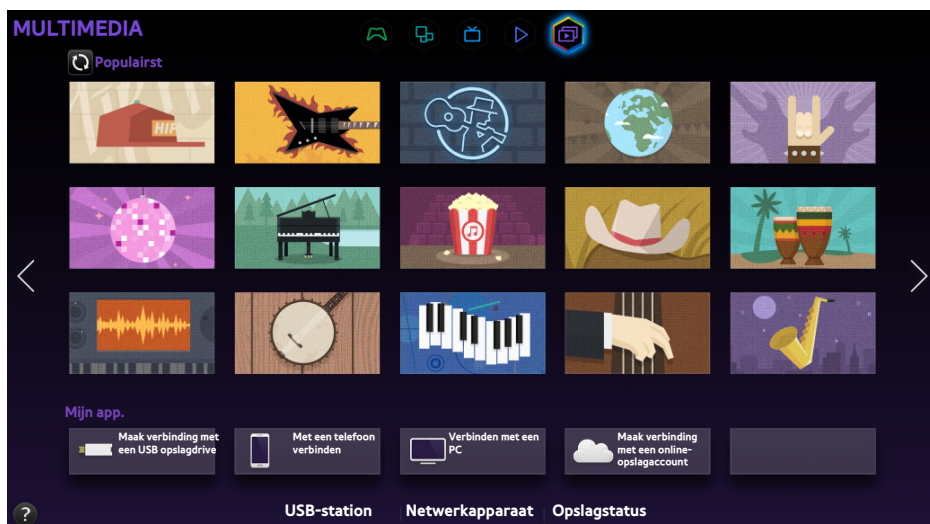 MULTIMEDIA
Populairst
HIP
Mijn app.
Maak verbinding met
een USB opslagdrive
Met een telefoon
verbinden
Verbinden met een
PC
Maak verbinding
met een online-
opslagaccount
?
USB-station
Netwerkapparaat
Opslagstatus